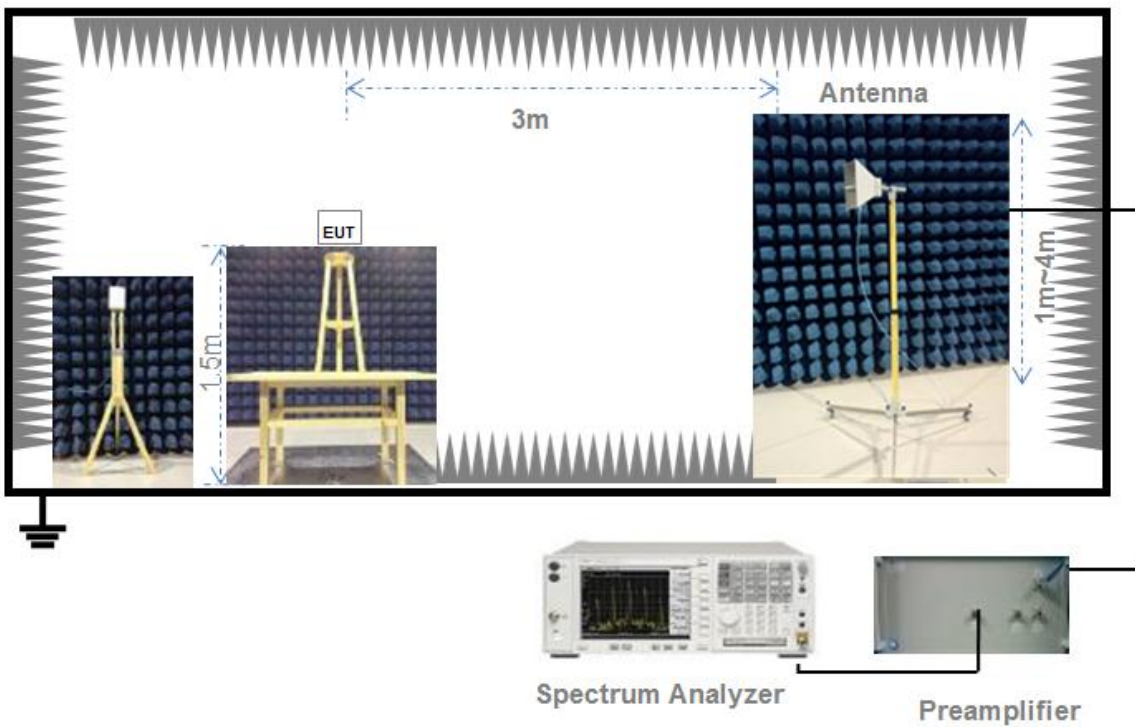 Antenna
3m
EUT
1.5m
1m~4m
Spectrum Analyzer
Preamplifier